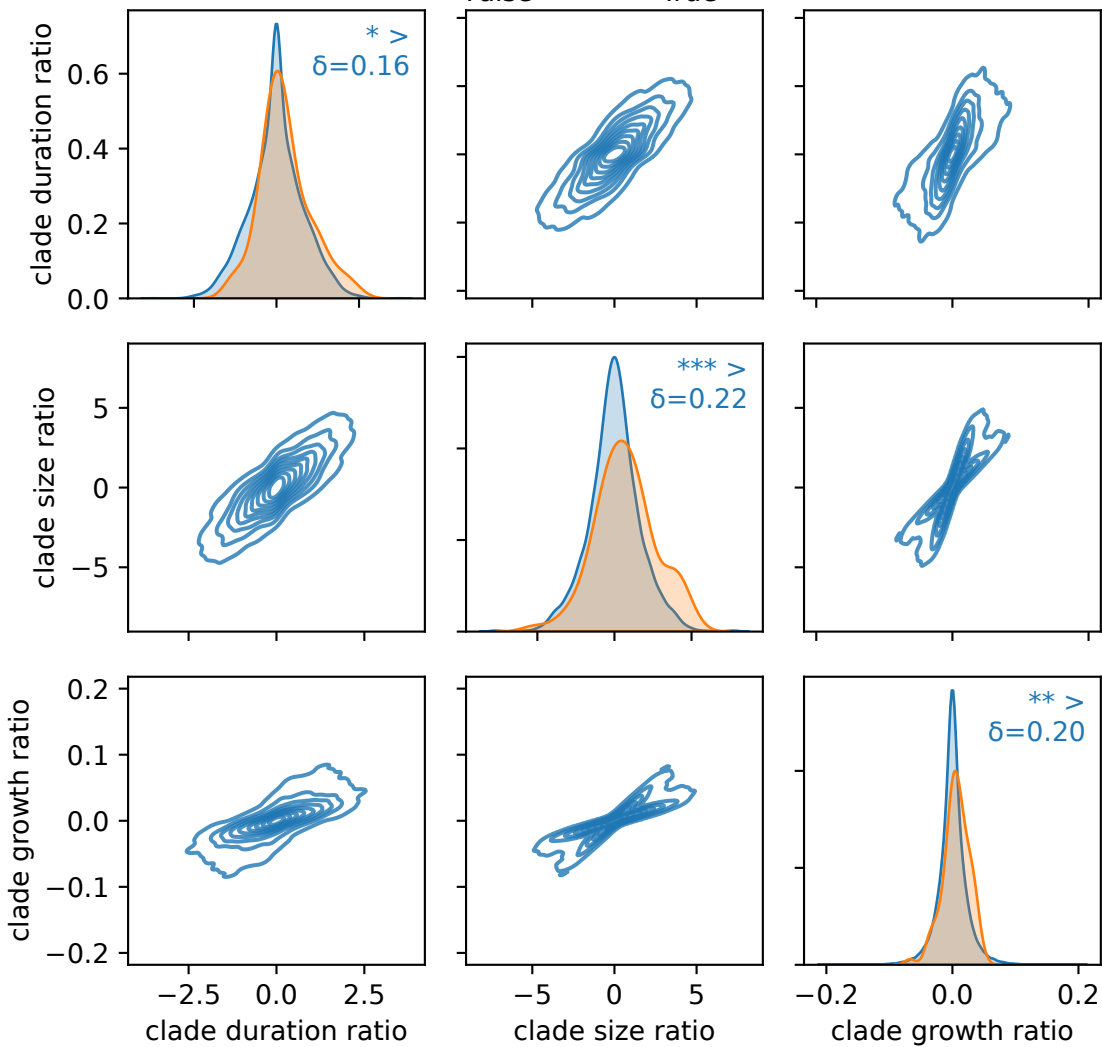 clade duration ratio
0.6
0.4
0.2
0.0
* >
δ=0.16
clade size ratio
5
0
−5
*** >
δ=0.22
clade growth ratio
0.2
0.1
0.0
−0.1
−0.2
** >
δ=0.20
−2.5 0.0 2.5
−5 0 5
−0.2 0.0 0.2
clade duration ratio
clade size ratio
clade growth ratio